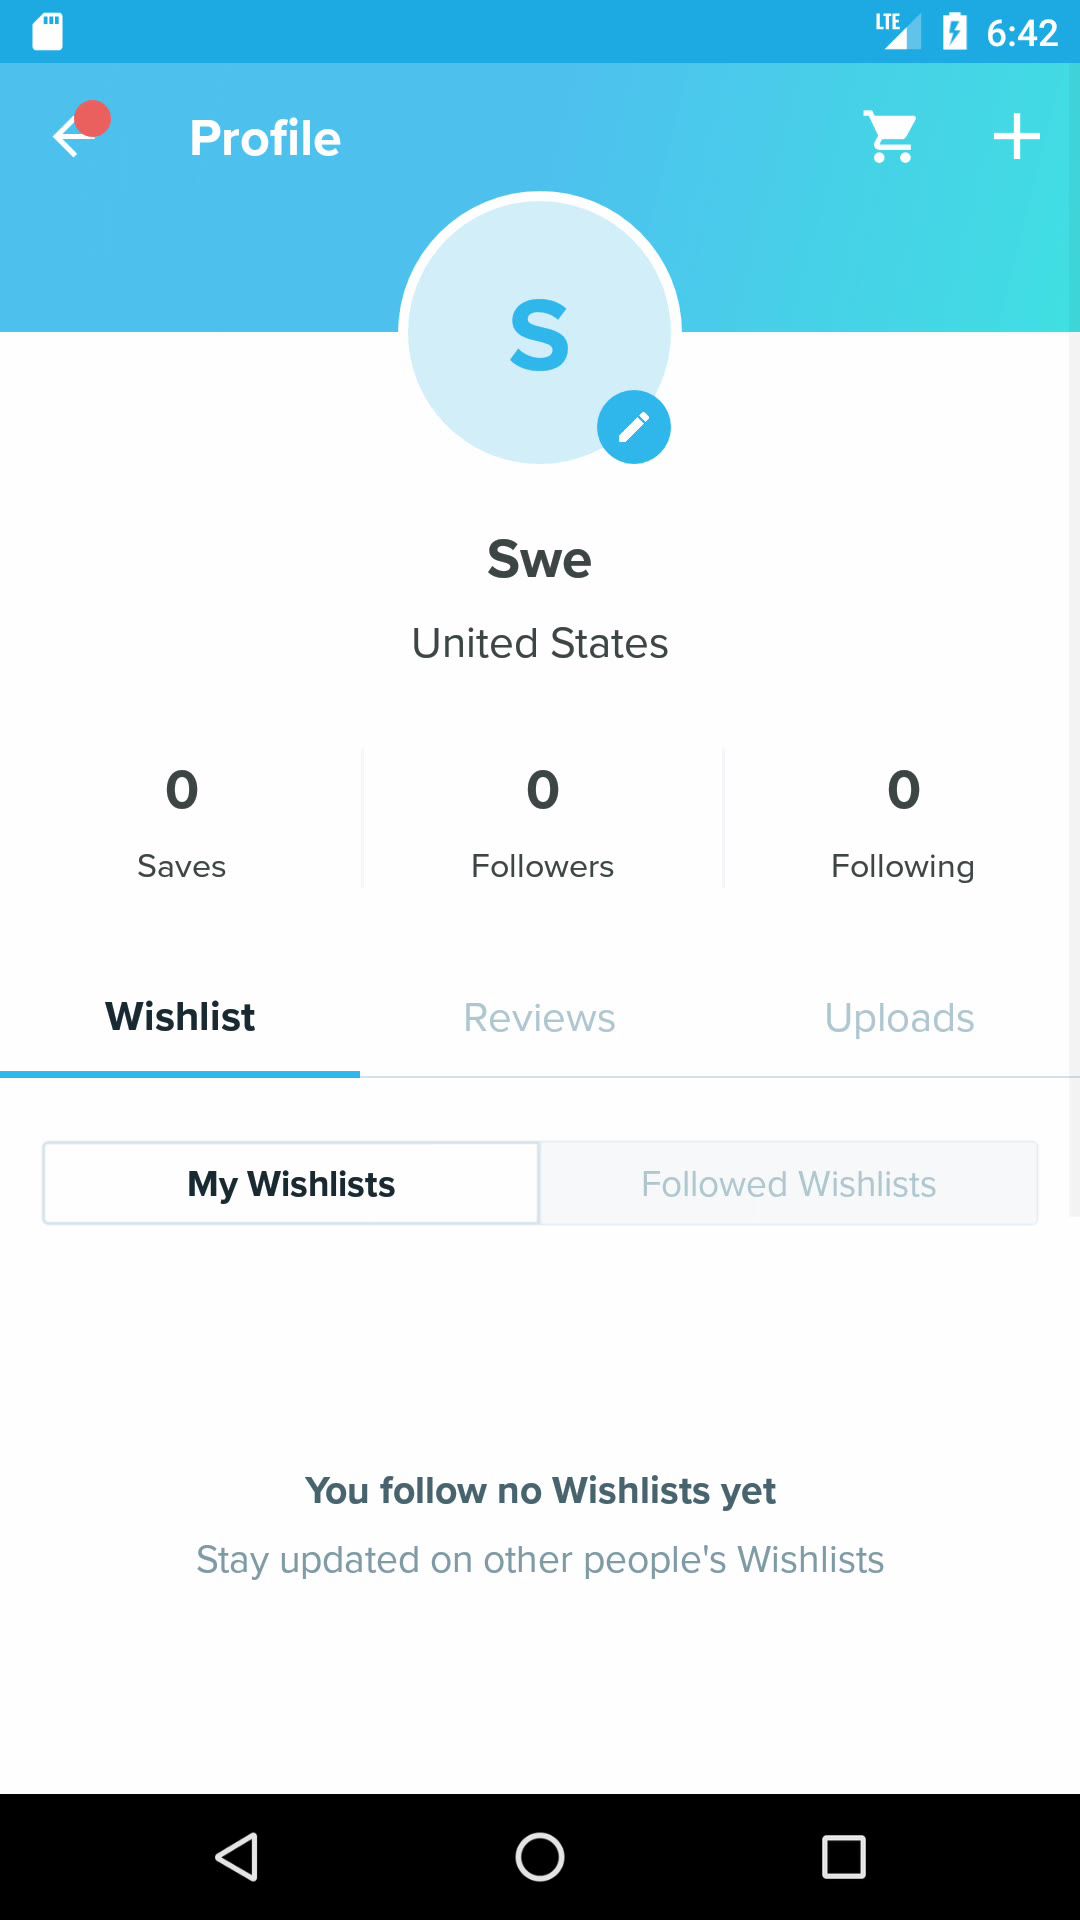 LTE 6:42
Profile
S
Swe
United States
0 0 0
Saves Followers Following
Wishlist Reviews Uploads
My Wishlists Followed Wishlists
You follow no Wishlists yet
Stay updated on other people's Wishlists